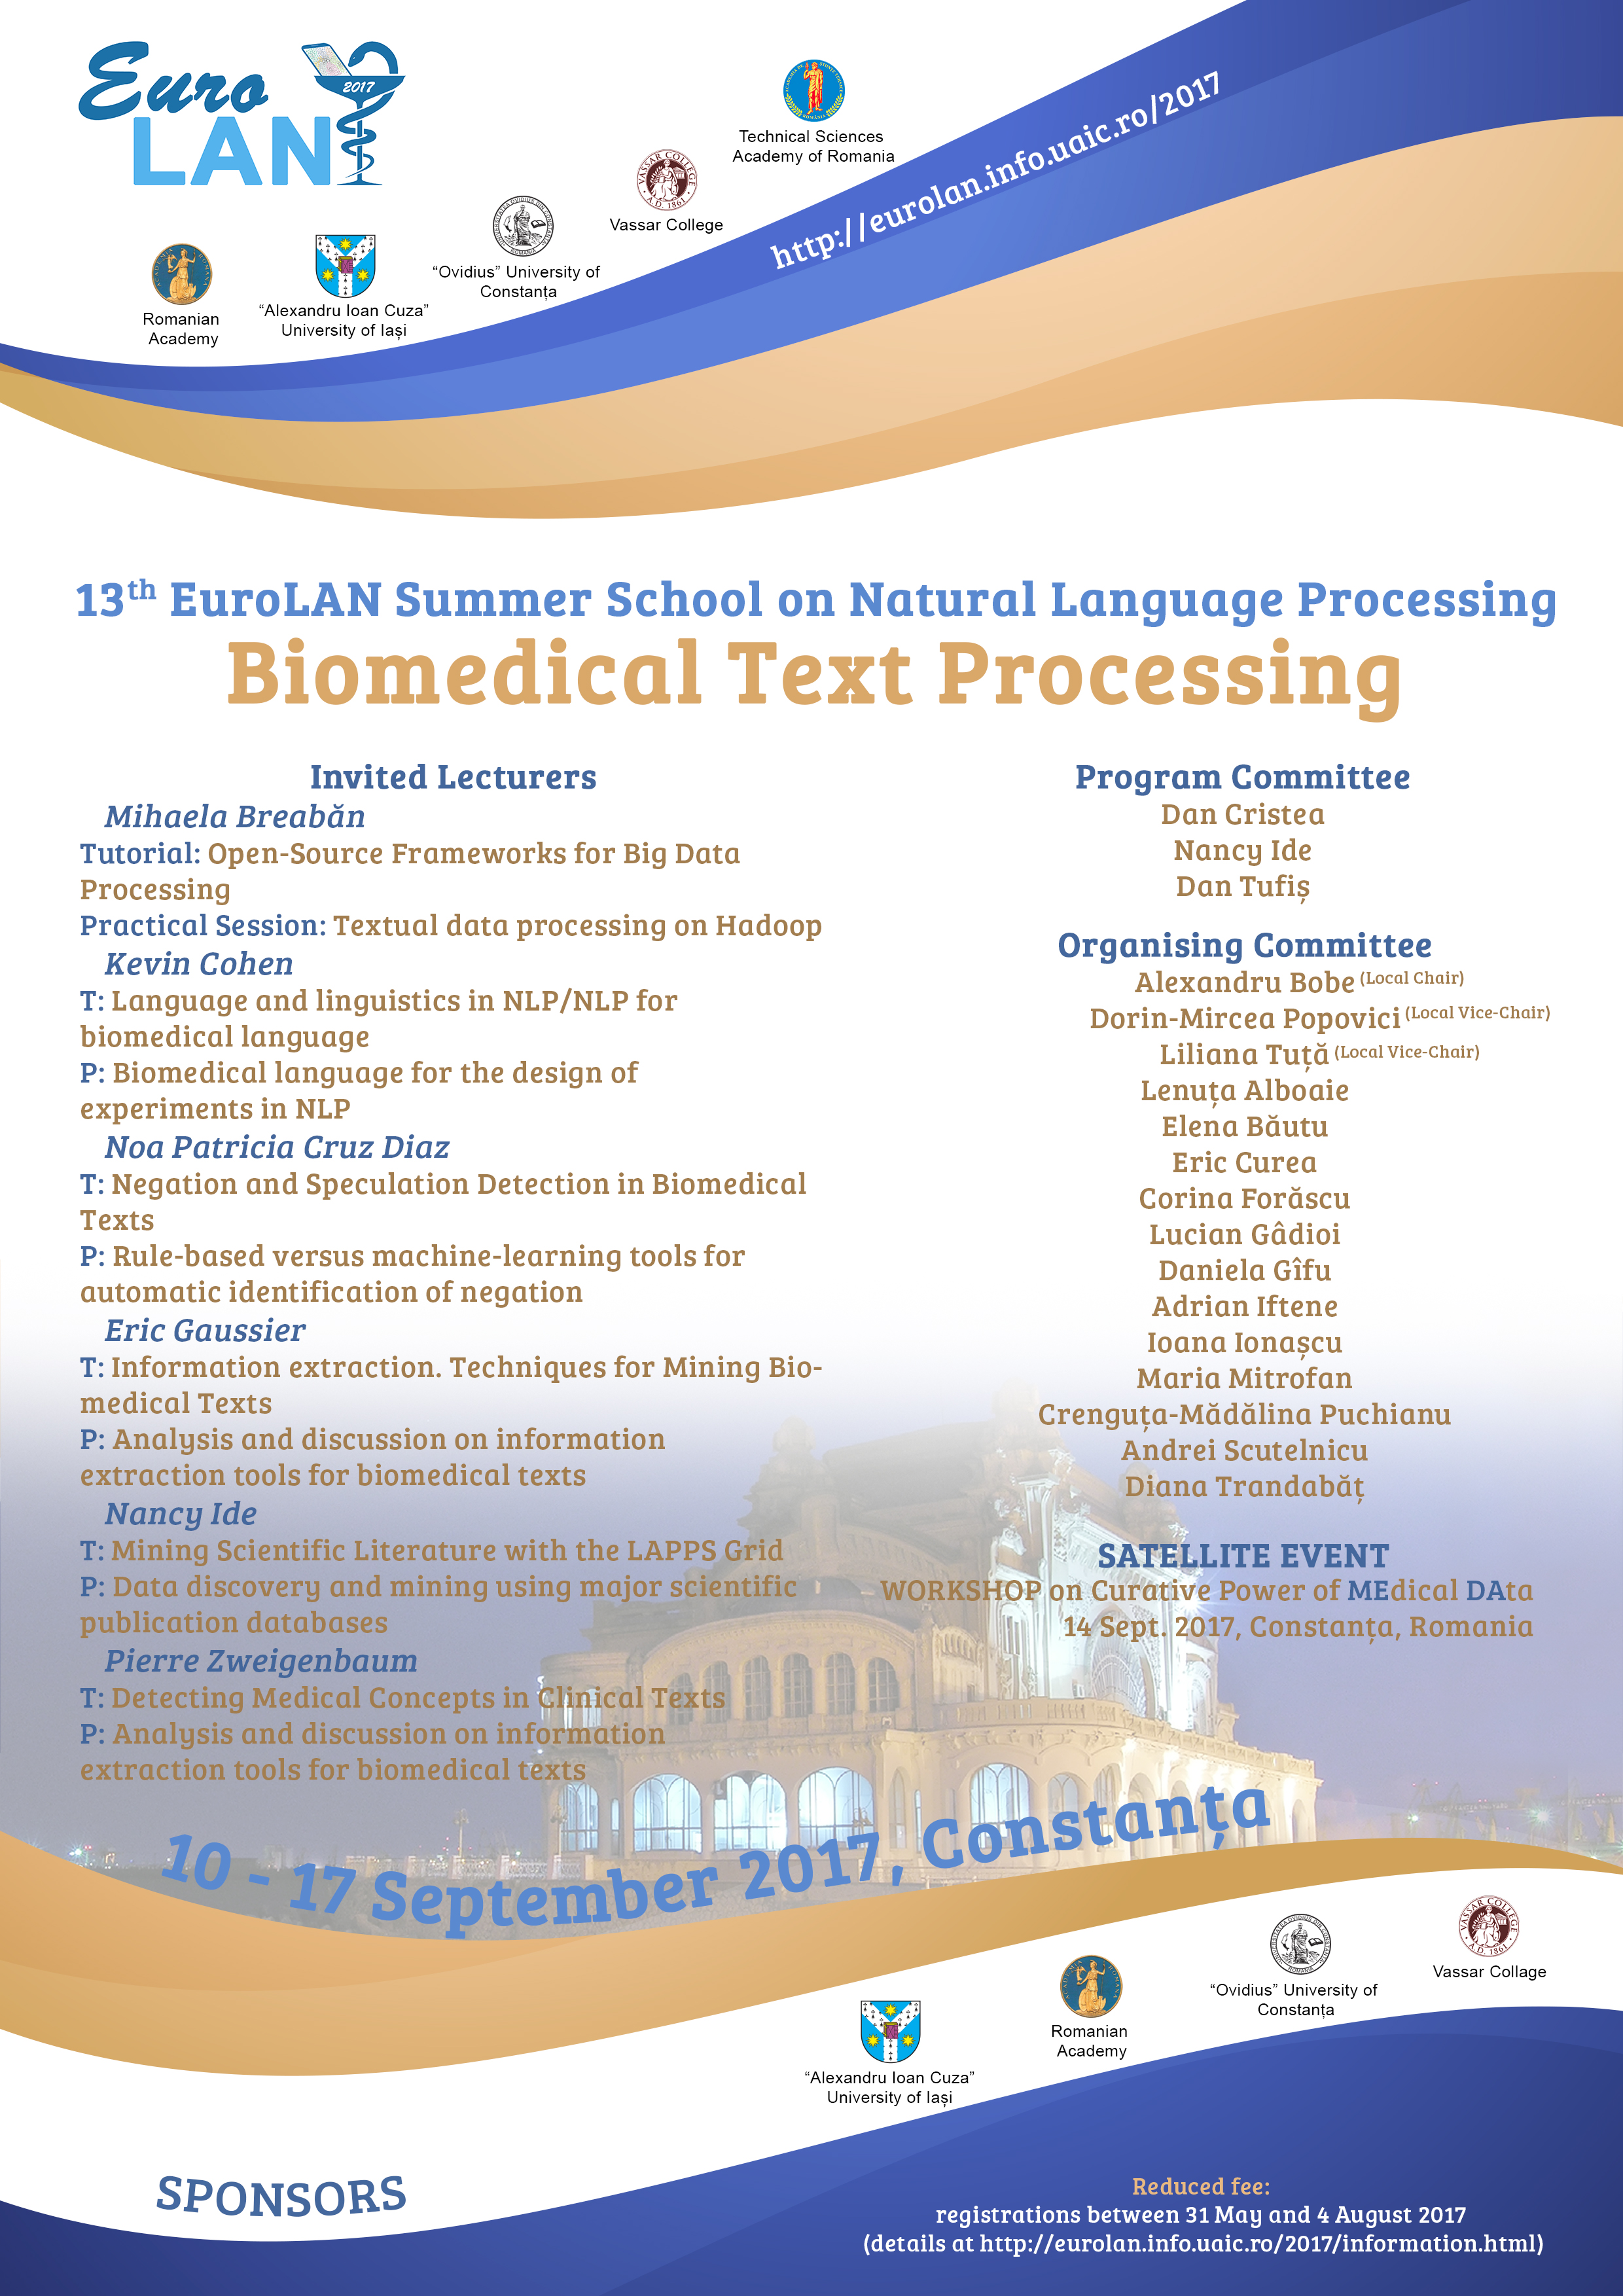 Euro
LAN
2017
Technical Sciences
Academy of Romania
http://eurolan.info.uaic.ro/2017
VASSAR COLLEGE
A.D. 1861
Vassar College
"Ovidius" University of
Constanța
"Alexandru Ioan Cuza"
University of Iași
Romanian
Academy
13th EuroLAN Summer School on Natural Language Processing
Biomedical Text Processing
Invited Lecturers
Mihaela Breabăn
Tutorial: Open-Source Frameworks for Big Data
Processing
Practical Session: Textual data processing on Hadoop
Kevin Cohen
T: Language and linguistics in NLP/NLP for
biomedical language
P: Biomedical language for the design of
experiments in NLP
Noa Patricia Cruz Diaz
T: Negation and Speculation Detection in Biomedical
Texts
P: Rule-based versus machine-learning tools for
automatic identification of negation
Eric Gaussier
T: Information extraction. Techniques for Mining Bio-
medical Texts
P: Analysis and discussion on information
extraction tools for biomedical texts
Nancy Ide
T: Mining Scientific Literature with the LAPPS Grid
P: Data discovery and mining using major scientific
publication databases
Pierre Zweigenbaum
T: Detecting Medical Concepts in Clinical Texts
P: Analysis and discussion on information
extraction tools for biomedical texts
Program Committee
Dan Cristea
Nancy Ide
Dan Tufiș
Organising Committee
Alexandru Bobe (Local Chair)
Dorin-Mircea Popovici (Local Vice-Chair)
Liliana Tuță (Local Vice-Chair)
Lenuța Alboaie
Elena Băutu
Eric Curea
Corina Forăscu
Lucian Gâdioi
Daniela Gîfu
Adrian Iftene
Ioana Ionașcu
Maria Mitrofan
Crenguța-Mădălina Puchianu
Andrei Scutelnicu
Diana Trandabăț
SATELLITE EVENT
WORKSHOP on Curative Power of MEdical DAta
14 Sept. 2017, Constanța, Romania
10 - 17 September 2017, Constanța
VASSAR COLLEGE
A.D. 1861
Vassar Collage
"Ovidius" University of
Constanța
Romanian
Academy
"Alexandru Ioan Cuza"
University of Iași
SPONSORS
Reduced fee:
registrations between 31 May and 4 August 2017
(details at http://eurolan.info.uaic.ro/2017/information.html)